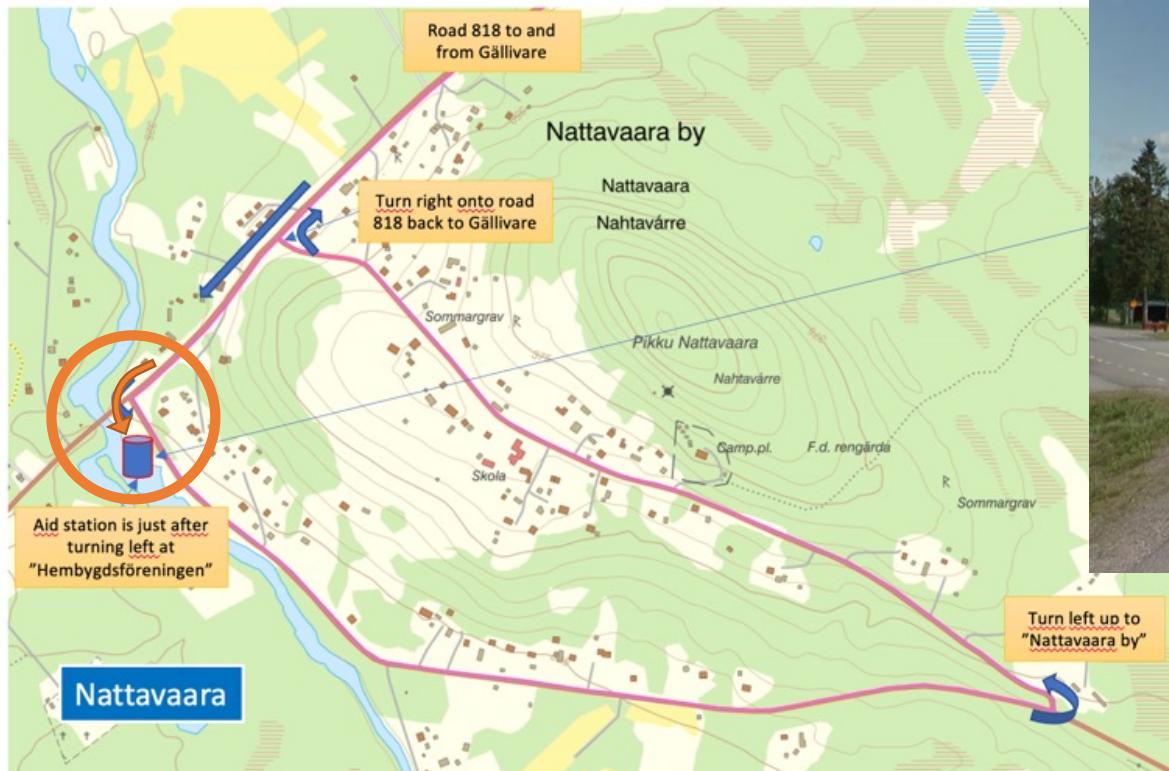 Road 818 to and
from Gällivare
Nattavaara by
Nattavaara
Nahtavárre
Turn right onto road
818 back to Gällivare
Sommargrav
R
R
375
Pikku Nattavaara
Nahtavárre
Camp.pl.
F.d. rengärda
R
Sommargrav
Skola
Aid station is just after
turning left at
"Hembygdsföreningen"
Turn left up to
"Nattavaara by"
Nattavaara